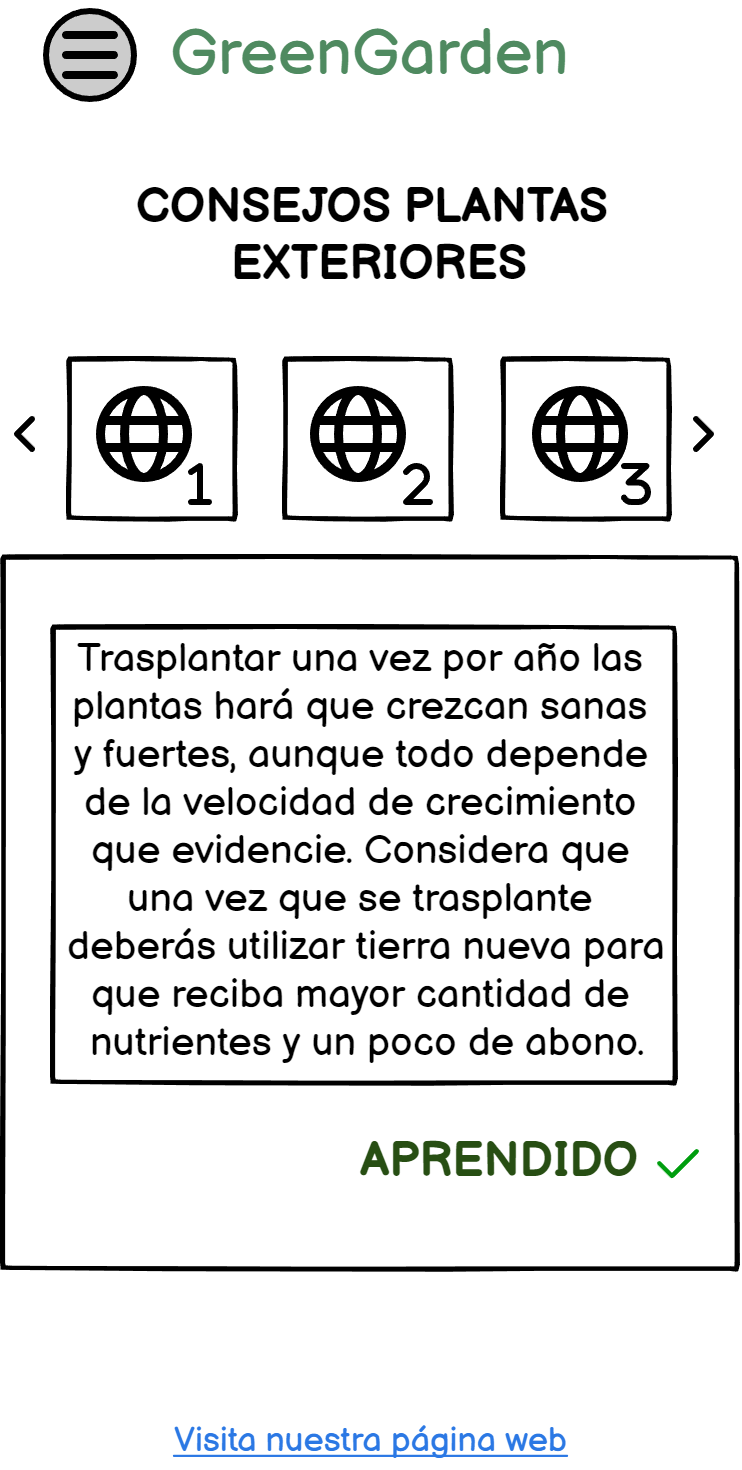 GreenGarden
CONSEJOS PLANTAS
EXTERIORES
1
2
3
Trasplantar una vez por año las
plantas hará que crezcan sanas
y fuertes, aunque todo depende
de la velocidad de crecimiento
que evidencie. Considera que
una vez que se trasplante
deberás utilizar tierra nueva para
que reciba mayor cantidad de
nutrientes y un poco de abono.
APRENDIDO
Visita nuestra página web